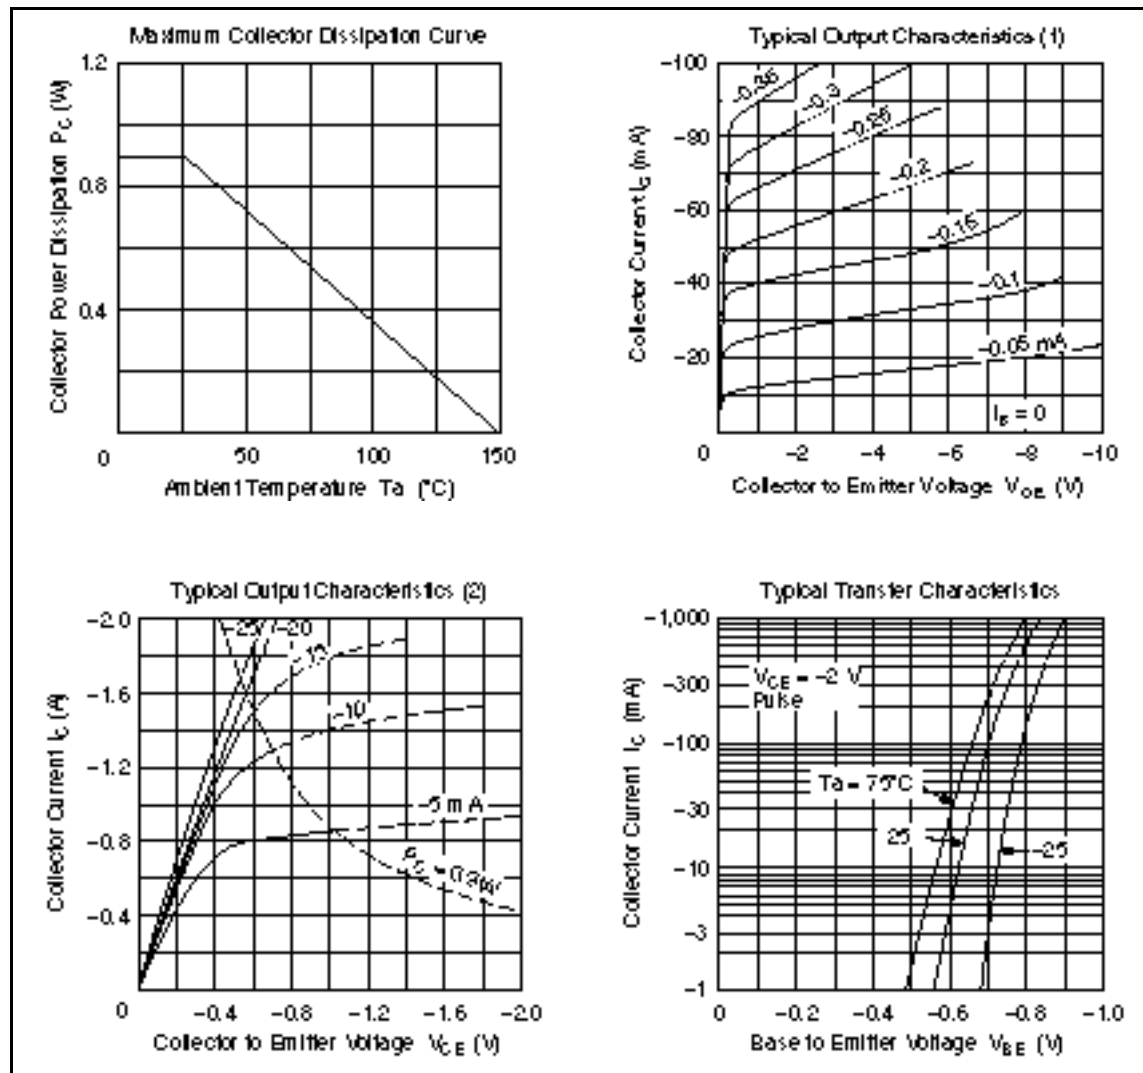 Maximum Collector Dissipation Curve
Collector Power Dissipation P_C (W)
1.2
0.8
0.4
0
50
100
150
Ambient Temperature Ta (°C)
Typical Output Characteristics (1)
Collector Current I_C (mA)
−100
−80
−60
−40
−20
0
−2
−4
−6
−8
−10
−0.35
−0.3
−0.25
−0.2
−0.15
−0.1
−0.05 mA
I_B = 0
Collector to Emitter Voltage V_CE (V)
Typical Output Characteristics (2)
Collector Current I_C (A)
−2.0
−1.6
−1.2
−0.8
−0.4
0
−0.4
−0.8
−1.2
−1.6
−2.0
−25
−20
−15
−10
−5 mA
P_C = 0.9 W
Collector to Emitter Voltage V_CE (V)
Typical Transfer Characteristics
Collector Current I_C (mA)
−1,000
−300
−100
−30
−10
−3
−1
V_CE = −2 V
Pulse
Ta = 75°C
25
−25
0
−0.2
−0.4
−0.6
−0.8
−1.0
Base to Emitter Voltage V_BE (V)